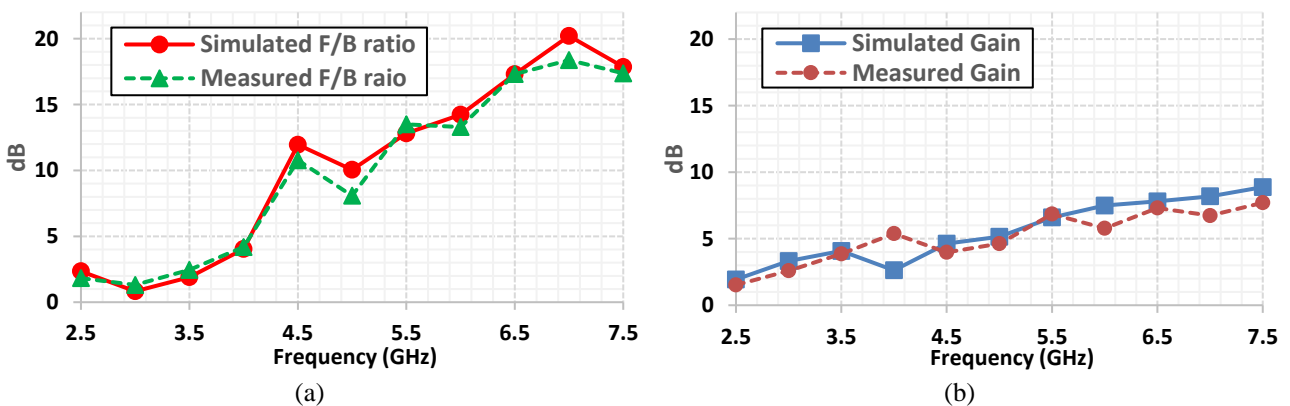 20
15
10
5
0
dB
Simulated F/B ratio
Measured F/B raio
2.5 3.5 4.5 5.5 6.5 7.5
Frequency (GHz)
(a)
20
15
10
5
0
dB
Simulated Gain
Measured Gain
2.5 3.5 4.5 5.5 6.5 7.5
Frequency (GHz)
(b)